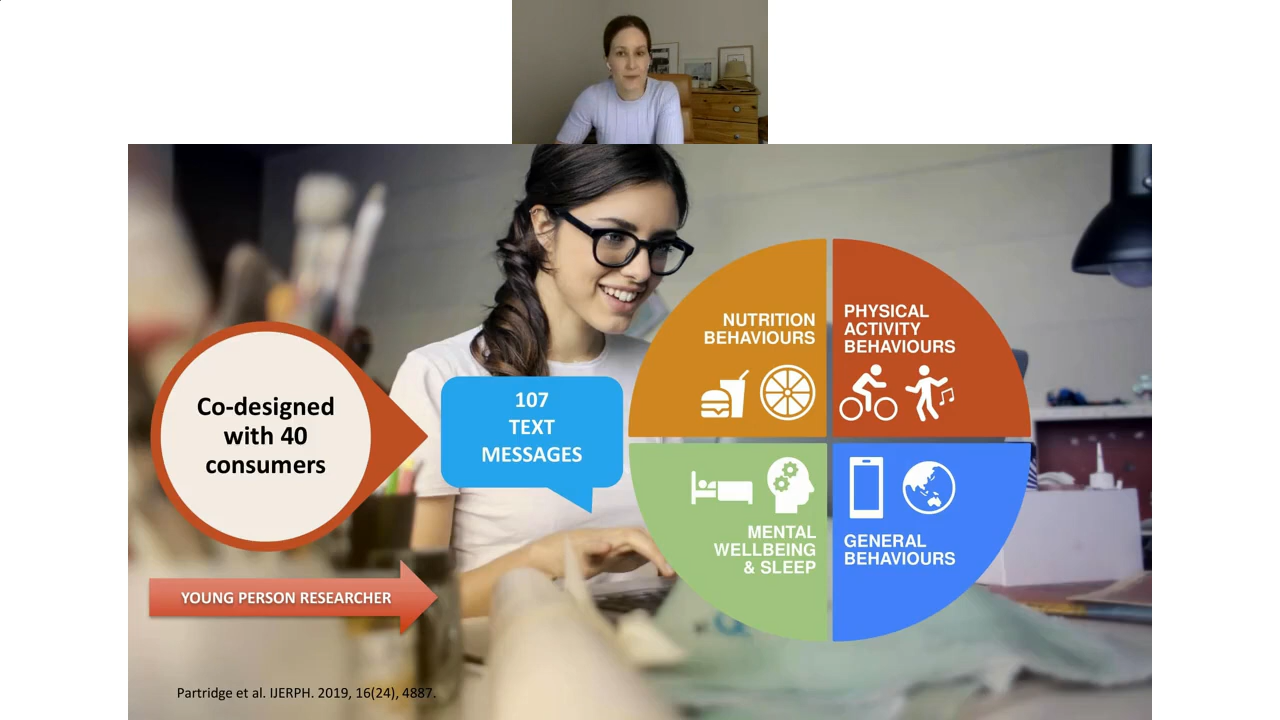 Co-designed
with 40
consumers
107
TEXT
MESSAGES
NUTRITION
BEHAVIOURS
PHYSICAL
ACTIVITY
BEHAVIOURS
MENTAL
WELLBEING
& SLEEP
GENERAL
BEHAVIOURS
YOUNG PERSON RESEARCHER
Partridge et al. IJERPH. 2019, 16(24), 4887.